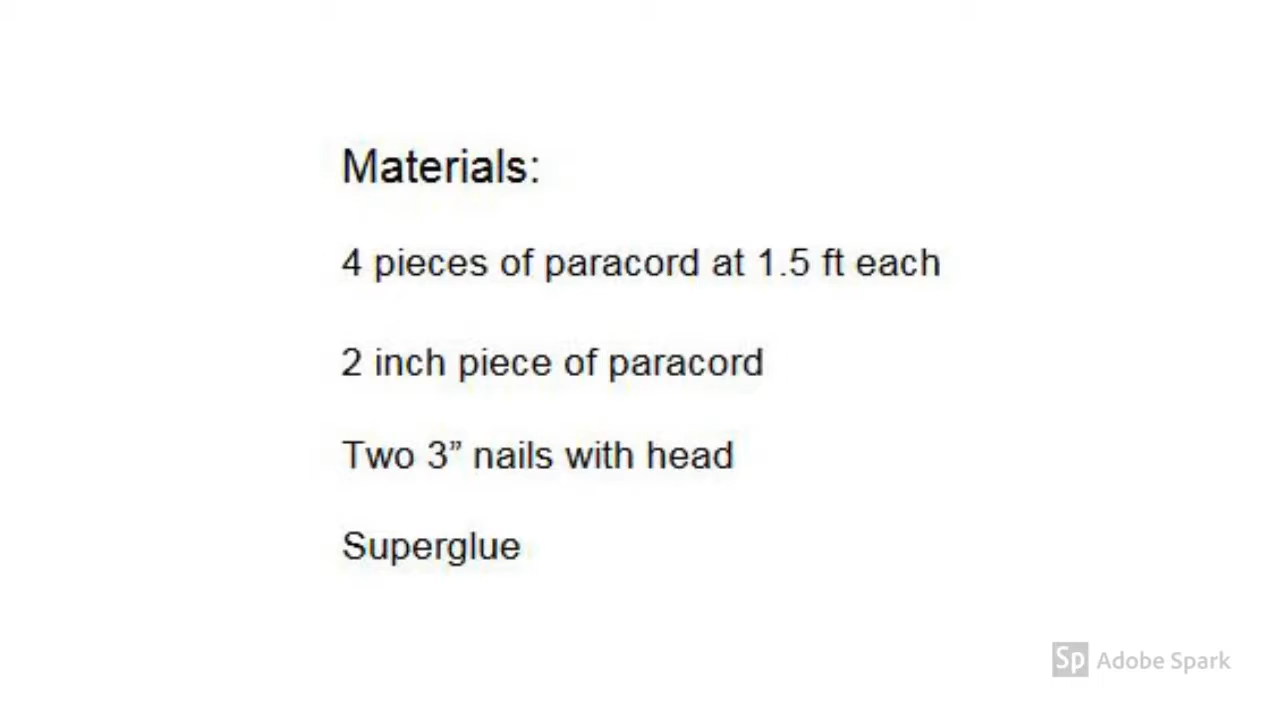 Materials:
4 pieces of paracord at 1.5 ft each
2 inch piece of paracord
Two 3” nails with head
Superglue
Sp Adobe Spark